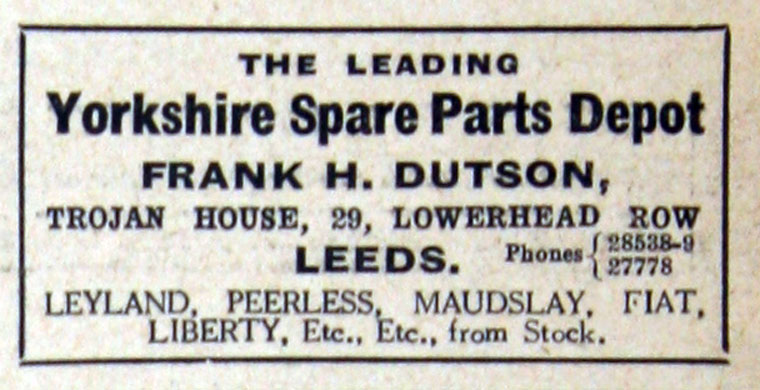 THE LEADING
Yorkshire Spare Parts Depot
FRANK H. DUTSON,
TROJAN HOUSE, 29, LOWERHEAD ROW
LEEDS. Phones { 28538-9
27778
LEYLAND, PEERLESS, MAUDSLAY, FIAT,
LIBERTY, Etc., Etc., from Stock.